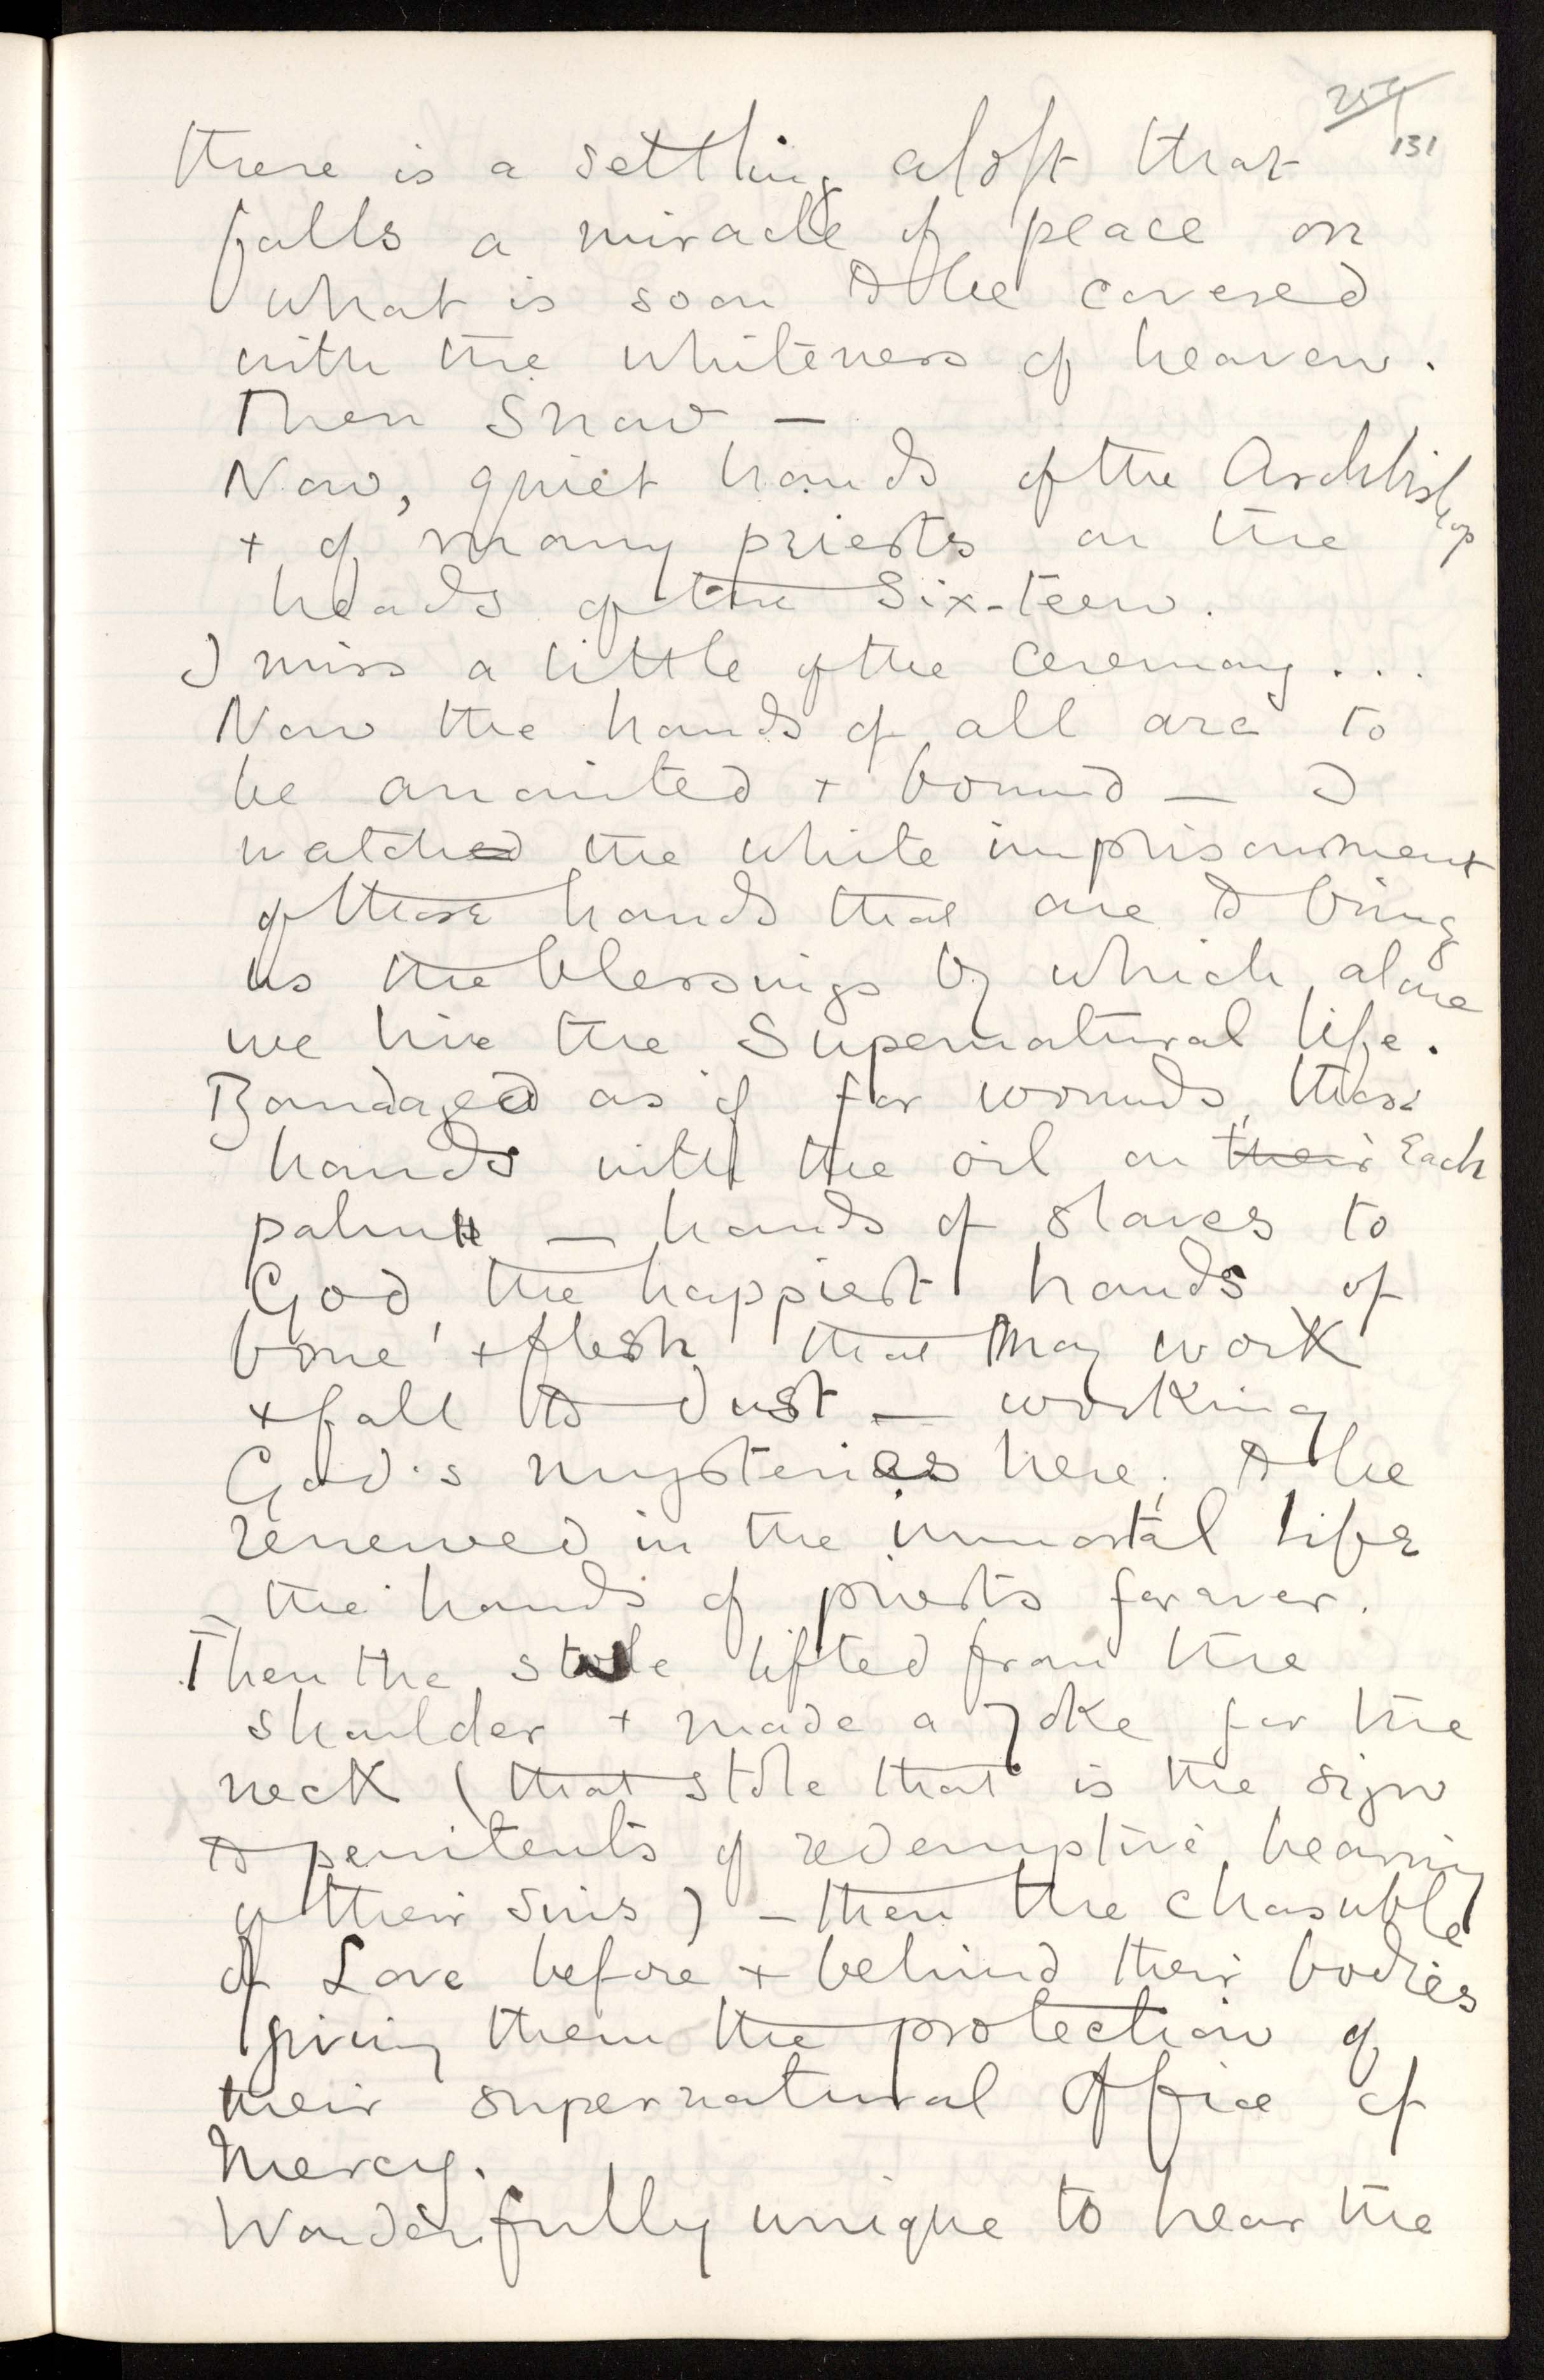 259
131
there is a settling aloft that
falls a miracle of peace on
what is soon to be covered
with the whiteness of heaven.
Then Snow —
Now, quiet hands of the Archbishop
+ of many priests on the
heads of the Six-teen.
I miss a little of the ceremony...
Now the hands of all are to
be anointed + bound — I
watched the white imprisonment
of those hands that are to bring
us the blessings by which alone
we live the Supernatural life.
Bandaged as if for wounds, these
hands with the oil on their Each
palm — hands of slaves to
God, the happiest hands of
bone + flesh that may work
+ fall to dust — working
God's mysteries here, to be
renewed in the immortal life
the hands of priests forever.
Then the stole lifted from the
shoulder + made a yoke for the
neck (that stole that is the sign
to penitents of redemptive hearing
of their sins) — then the chasuble
of Love before + behind their bodies
giving them the protection of
their supernatural Office of
Mercy.
Wonderfully unique to hear the